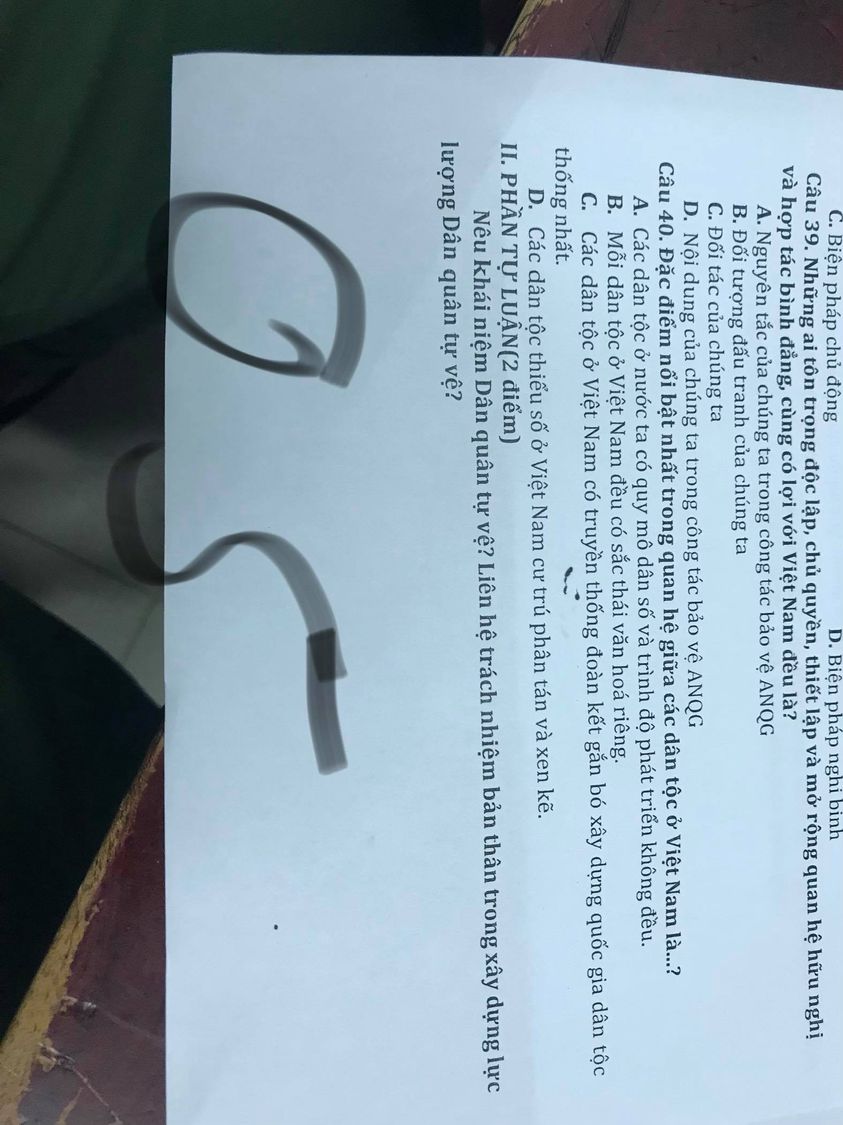 C. Biện pháp chủ động D. Biện pháp nghi binh
Câu 39. Những ai tôn trọng độc lập, chủ quyền, thiết lập và mở rộng quan hệ hữu nghị
và hợp tác bình đẳng, cùng có lợi với Việt Nam đều là?
A. Nguyên tắc của chúng ta trong công tác bảo vệ ANQG
B. Đối tượng đấu tranh của chúng ta
C. Đối tác của chúng ta
D. Nội dung của chúng ta trong công tác bảo vệ ANQG
Câu 40. Đặc điểm nổi bật nhất trong quan hệ giữa các dân tộc ở Việt Nam là...?
A. Các dân tộc ở nước ta có quy mô dân số và trình độ phát triển không đều.
B. Mỗi dân tộc ở Việt Nam đều có sắc thái văn hoá riêng.
C. Các dân tộc ở Việt Nam có truyền thống đoàn kết gắn bó xây dựng quốc gia dân tộc
thống nhất.
D. Các dân tộc thiểu số ở Việt Nam cư trú phân tán và xen kẽ.
II. PHẦN TỰ LUẬN(2 điểm)
Nêu khái niệm Dân quân tự vệ? Liên hệ trách nhiệm bản thân trong xây dựng lực
lượng Dân quân tự vệ?
05